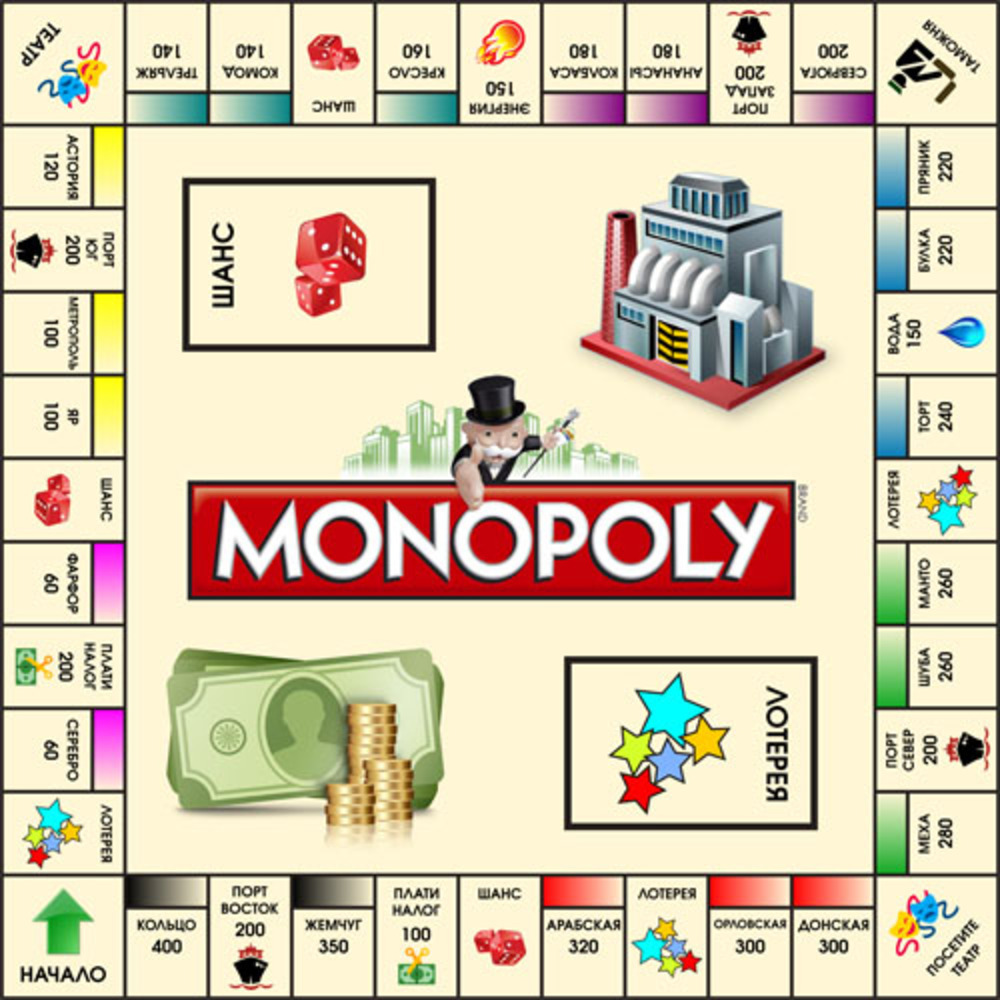 ТЕАТР
ТРЕЛЬЯЖ
140
КОМОД
140
ШАНС
КРЕСЛО
160
ЭНЕРГИЯ
150
КОЛБАСА
180
АНАНАСЫ
180
ПОРТ
ЗАПАД
200
СЕВРЮГА
200
ТАМОЖНЯ
АСТОРИЯ
120
ПОРТ
ЮГ
200
МЕТРОПОЛЬ
100
ЯР
100
ШАНС
ФАРФОР
60
ПЛАТИ
НАЛОГ
200
СЕРЕБРО
60
ЛОТЕРЕЯ
ШАНС
MONOPOLY
BRAND
ЛОТЕРЕЯ
ПРЯНИК
220
БУЛКА
220
ВОДА
150
ТОРТ
240
ЛОТЕРЕЯ
МАНТО
260
ШУБА
260
ПОРТ
СЕВЕР
200
МЕХА
280
НАЧАЛО
КОЛЬЦО
400
ПОРТ
ВОСТОК
200
ЖЕМЧУГ
350
ПЛАТИ
НАЛОГ
100
ШАНС
АРАБСКАЯ
320
ЛОТЕРЕЯ
ОРЛОВСКАЯ
300
ДОНСКАЯ
300
ПОСЕТИТЕ
ТЕАТР